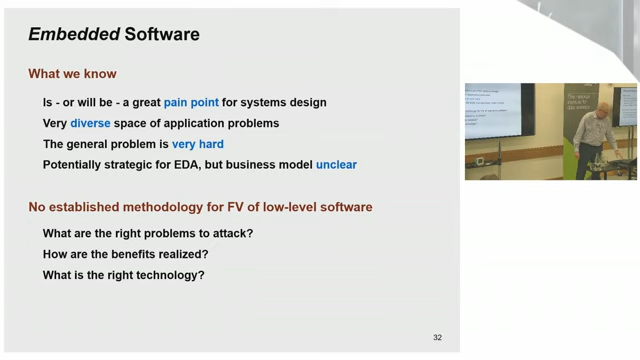 Embedded Software
What we know
Is - or will be - a great pain point for systems design
Very diverse space of application problems
The general problem is very hard
Potentially strategic for EDA, but business model unclear
No established methodology for FV of low-level software
What are the right problems to attack?
How are the benefits realized?
What is the right technology?
32